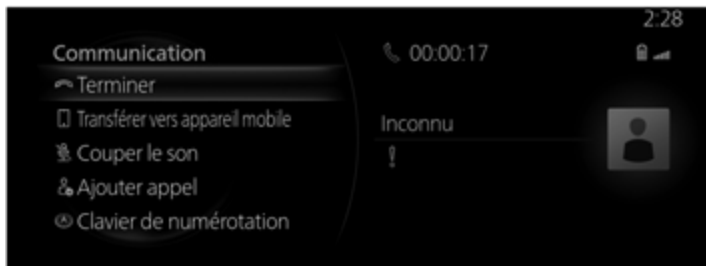 2:28
Communication
00:00:17
Terminer
Transférer vers appareil mobile
Inconnu
Couper le son
Ajouter appel
Clavier de numérotation